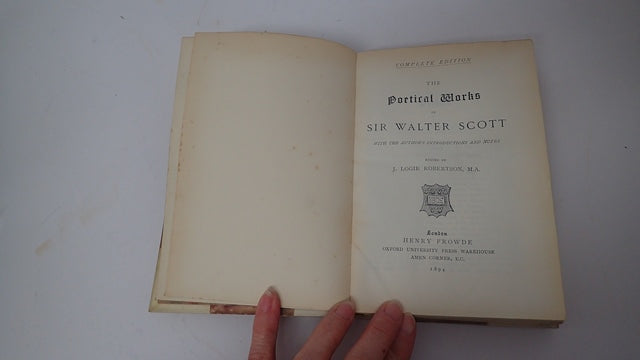 COMPLETE EDITION
THE
Poetical Works
OF
SIR WALTER SCOTT
WITH THE AUTHOR'S INTRODUCTIONS AND NOTES
EDITED BY
J. LOGIE ROBERTSON, M.A.
London
HENRY FROWDE
OXFORD UNIVERSITY PRESS WAREHOUSE
AMEN CORNER, E.C.
1894